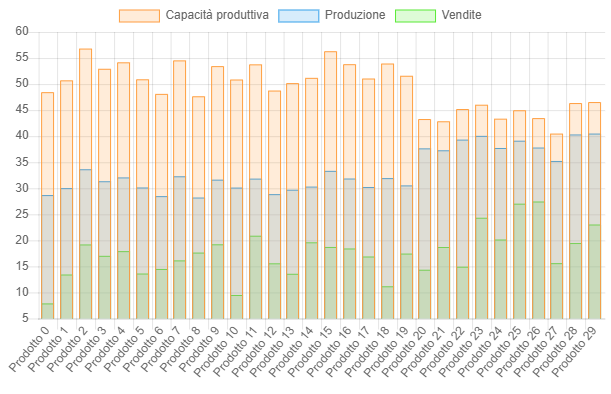 Capacità produttiva Produzione Vendite
60
55
50
45
40
35
30
25
20
15
10
5
Prodotto 0
Prodotto 1
Prodotto 2
Prodotto 3
Prodotto 4
Prodotto 5
Prodotto 6
Prodotto 7
Prodotto 8
Prodotto 9
Prodotto 10
Prodotto 11
Prodotto 12
Prodotto 13
Prodotto 14
Prodotto 15
Prodotto 16
Prodotto 17
Prodotto 18
Prodotto 19
Prodotto 20
Prodotto 21
Prodotto 22
Prodotto 23
Prodotto 24
Prodotto 25
Prodotto 26
Prodotto 27
Prodotto 28
Prodotto 29